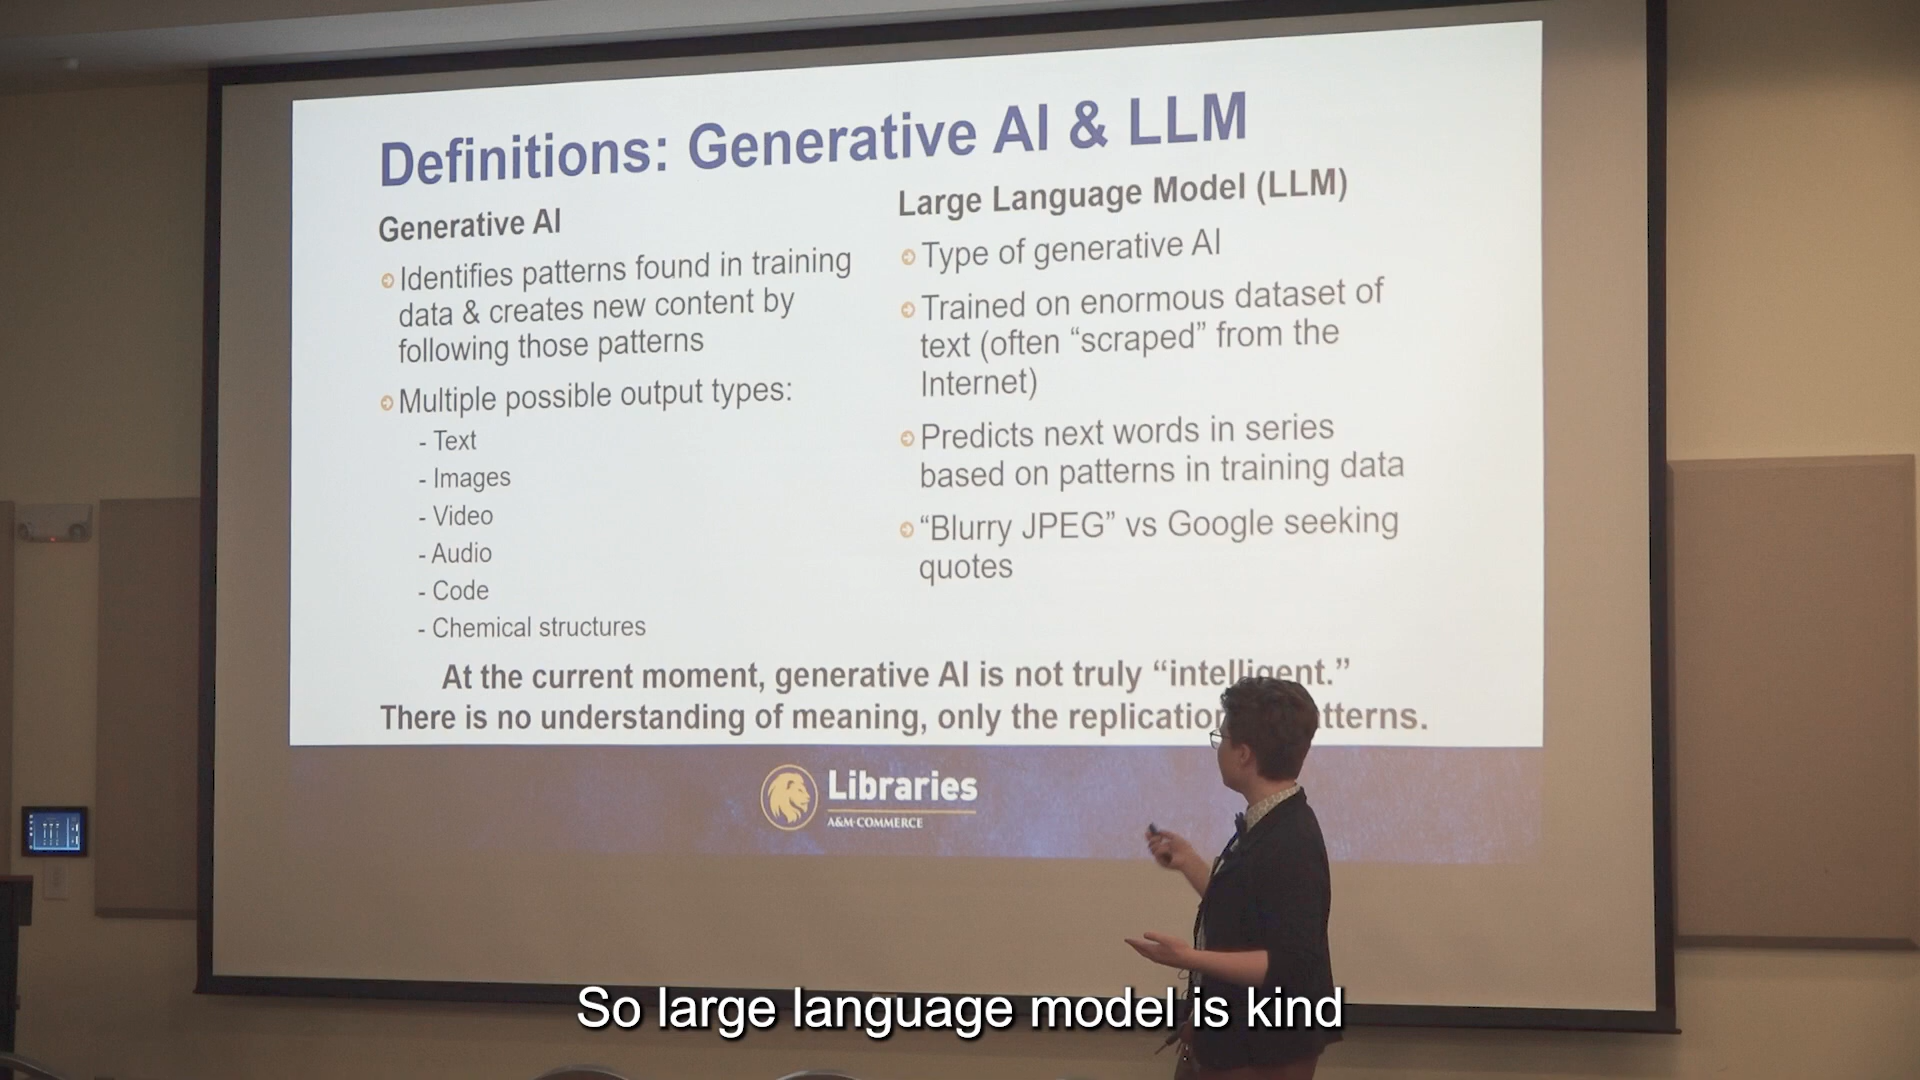 Definitions: Generative AI & LLM
Generative AI
Identifies patterns found in training
data & creates new content by
following those patterns
Multiple possible output types:
- Text
- Images
- Video
- Audio
- Code
- Chemical structures
Large Language Model (LLM)
Type of generative AI
Trained on enormous dataset of
text (often “scraped” from the
Internet)
Predicts next words in series
based on patterns in training data
“Blurry JPEG” vs Google seeking
quotes
At the current moment, generative AI is not truly “intelligent.”
There is no understanding of meaning, only the replication tterns.
Libraries
A&M-COMMERCE
So large language model is kind